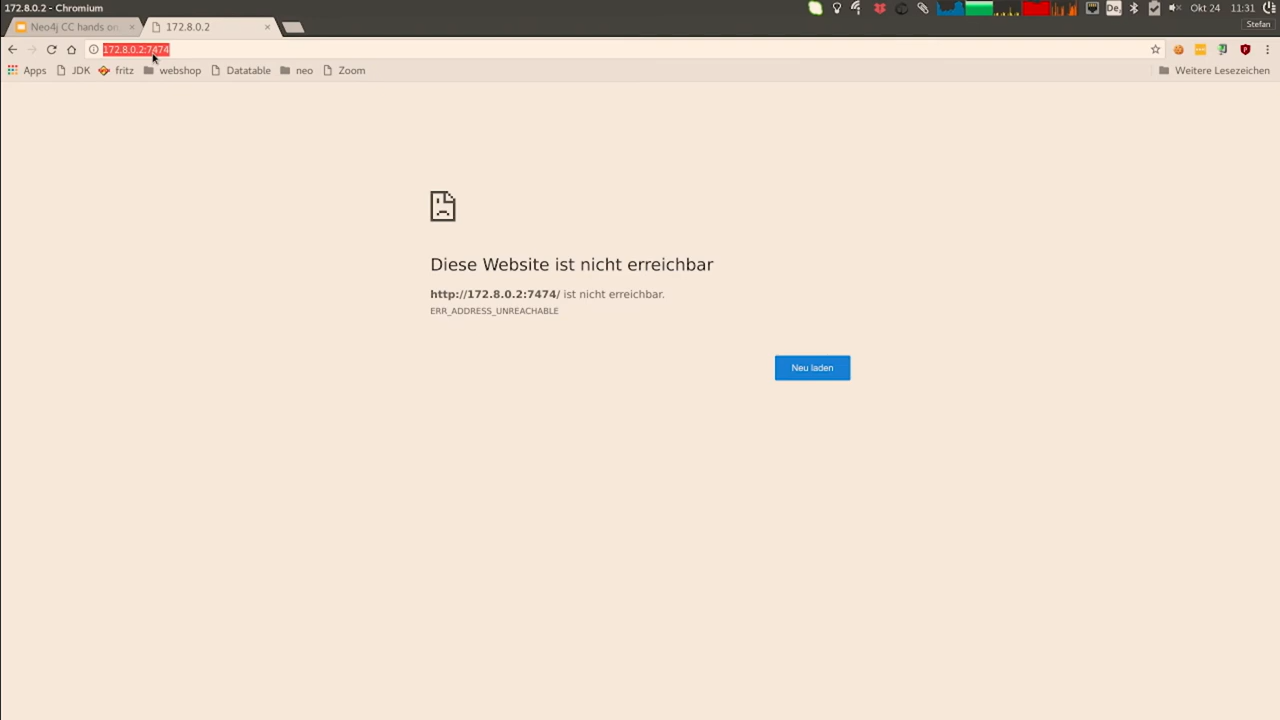 172.8.0.2 - Chromium
De
Okt 24
11:31
Neo4j CC hands on
172.8.0.2
Stefan
172.8.0.2:7474
Apps
JDK
fritz
webshop
Datatable
neo
Zoom
Weitere Lesezeichen
Diese Website ist nicht erreichbar
http://172.8.0.2:7474/ ist nicht erreichbar.
ERR_ADDRESS_UNREACHABLE
Neu laden